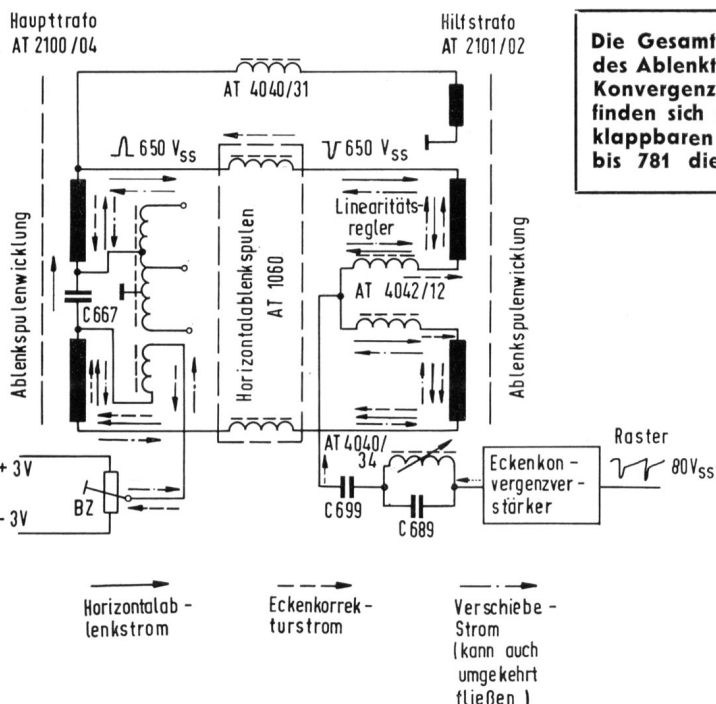 Haupttrafo
AT 2100/04
Hilfstrafo
AT 2101/02
Die Gesamt
des Ablenkt
Konvergenz
finden sich
klappbaren
bis 781 die
AT 4040/31
650 Vss
650 Vss
Ablenkspulenwicklung
C667
Horizontalablenkspulen
AT 1060
Linearitäts-
regler
AT 4042/12
Ablenkspulenwicklung
+ 3V
- 3V
BZ
AT4040/
34
C699
C689
Eckenkon-
vergenzver-
stärker
Raster
80Vss
Horizontalab-
lenkstrom
Eckenkorrek-
turstrom
Verschiebe-
Strom
(kann auch
umgekehrt
fließen)